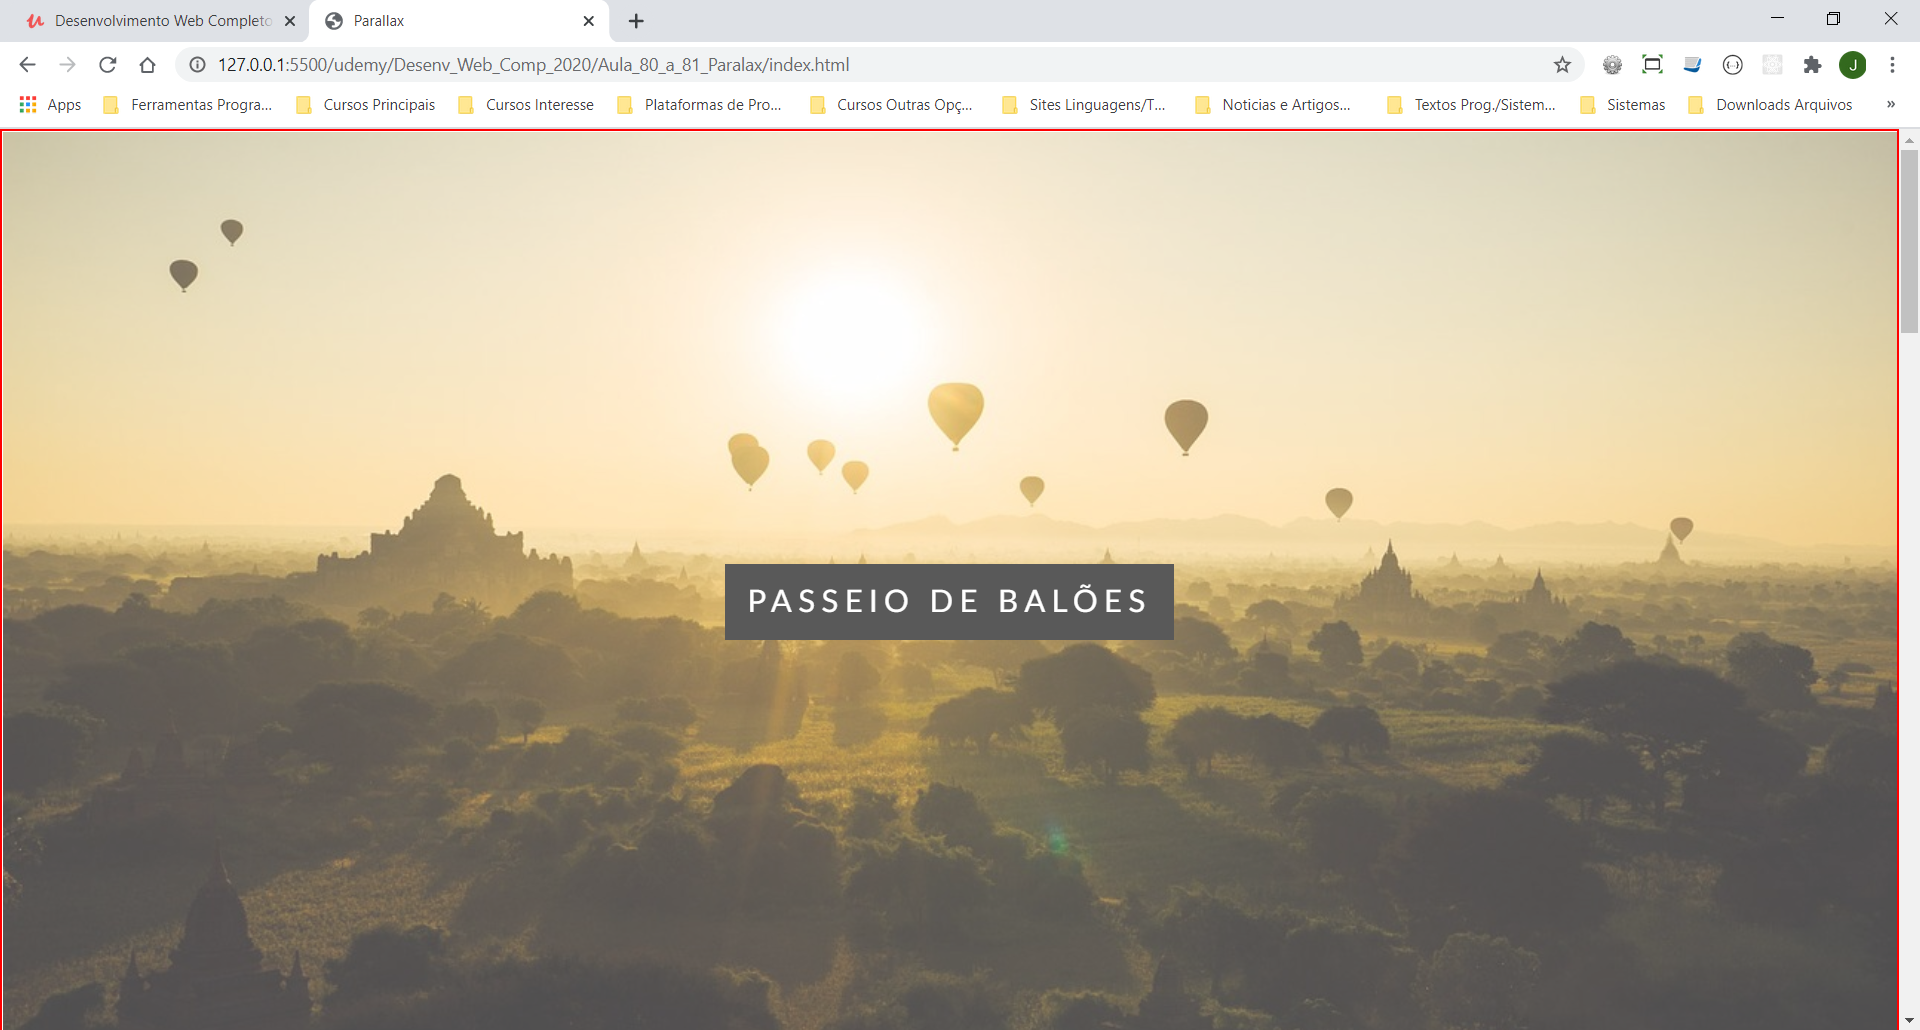 Desenvolvimento Web Completo
Parallax
127.0.0.1:5500/udemy/Desenv_Web_Comp_2020/Aula_80_a_81_Paralax/index.html
J
Apps
Ferramentas Progra...
Cursos Principais
Cursos Interesse
Plataformas de Pro...
Cursos Outras Opç...
Sites Linguagens/T...
Noticias e Artigos...
Textos Prog./Sistem...
Sistemas
Downloads Arquivos
»
PASSEIO DE BALÕES